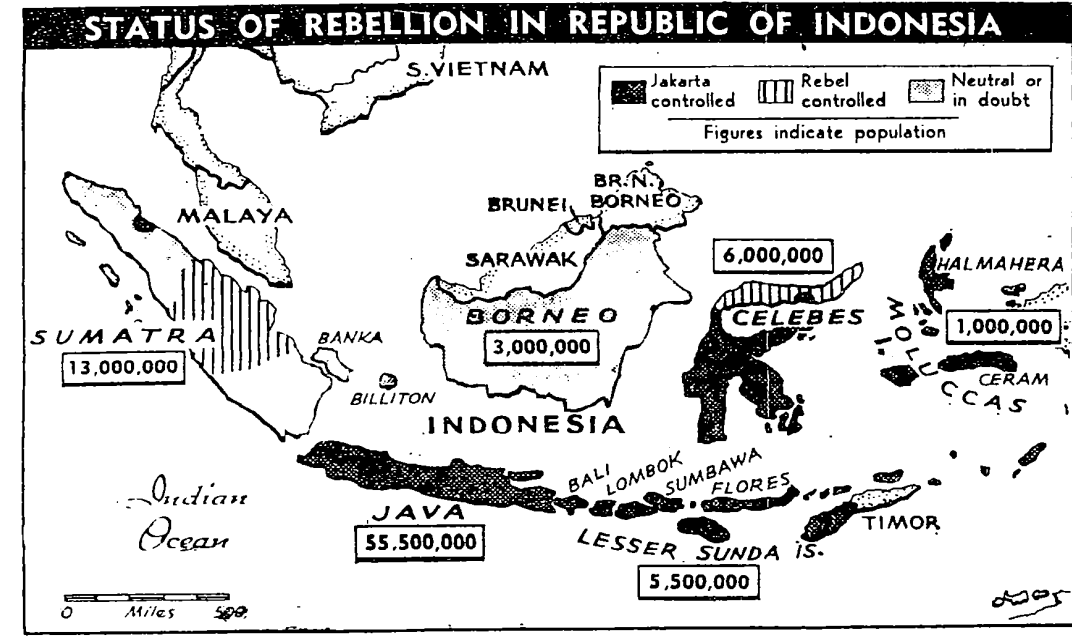 STATUS OF REBELLION IN REPUBLIC OF INDONESIA
S. VIETNAM
Jakarta
controlled
Rebel
controlled
Neutral or
in doubt
Figures indicate population
MALAYA
BR. N.
BORNEO
BRUNEI
SARAWAK
6,000,000
HALMAHERA
SUMATRA
13,000,000
BANKA
BILLITON
BORNEO
3,000,000
CELEBES
MOLUCCAS
1,000,000
CERAM
INDONESIA
Indian
Ocean
JAVA
55,500,000
BALI
LOMBOK
SUMBAWA
FLORES
TIMOR
LESSER SUNDA IS.
5,500,000
0 Miles 500